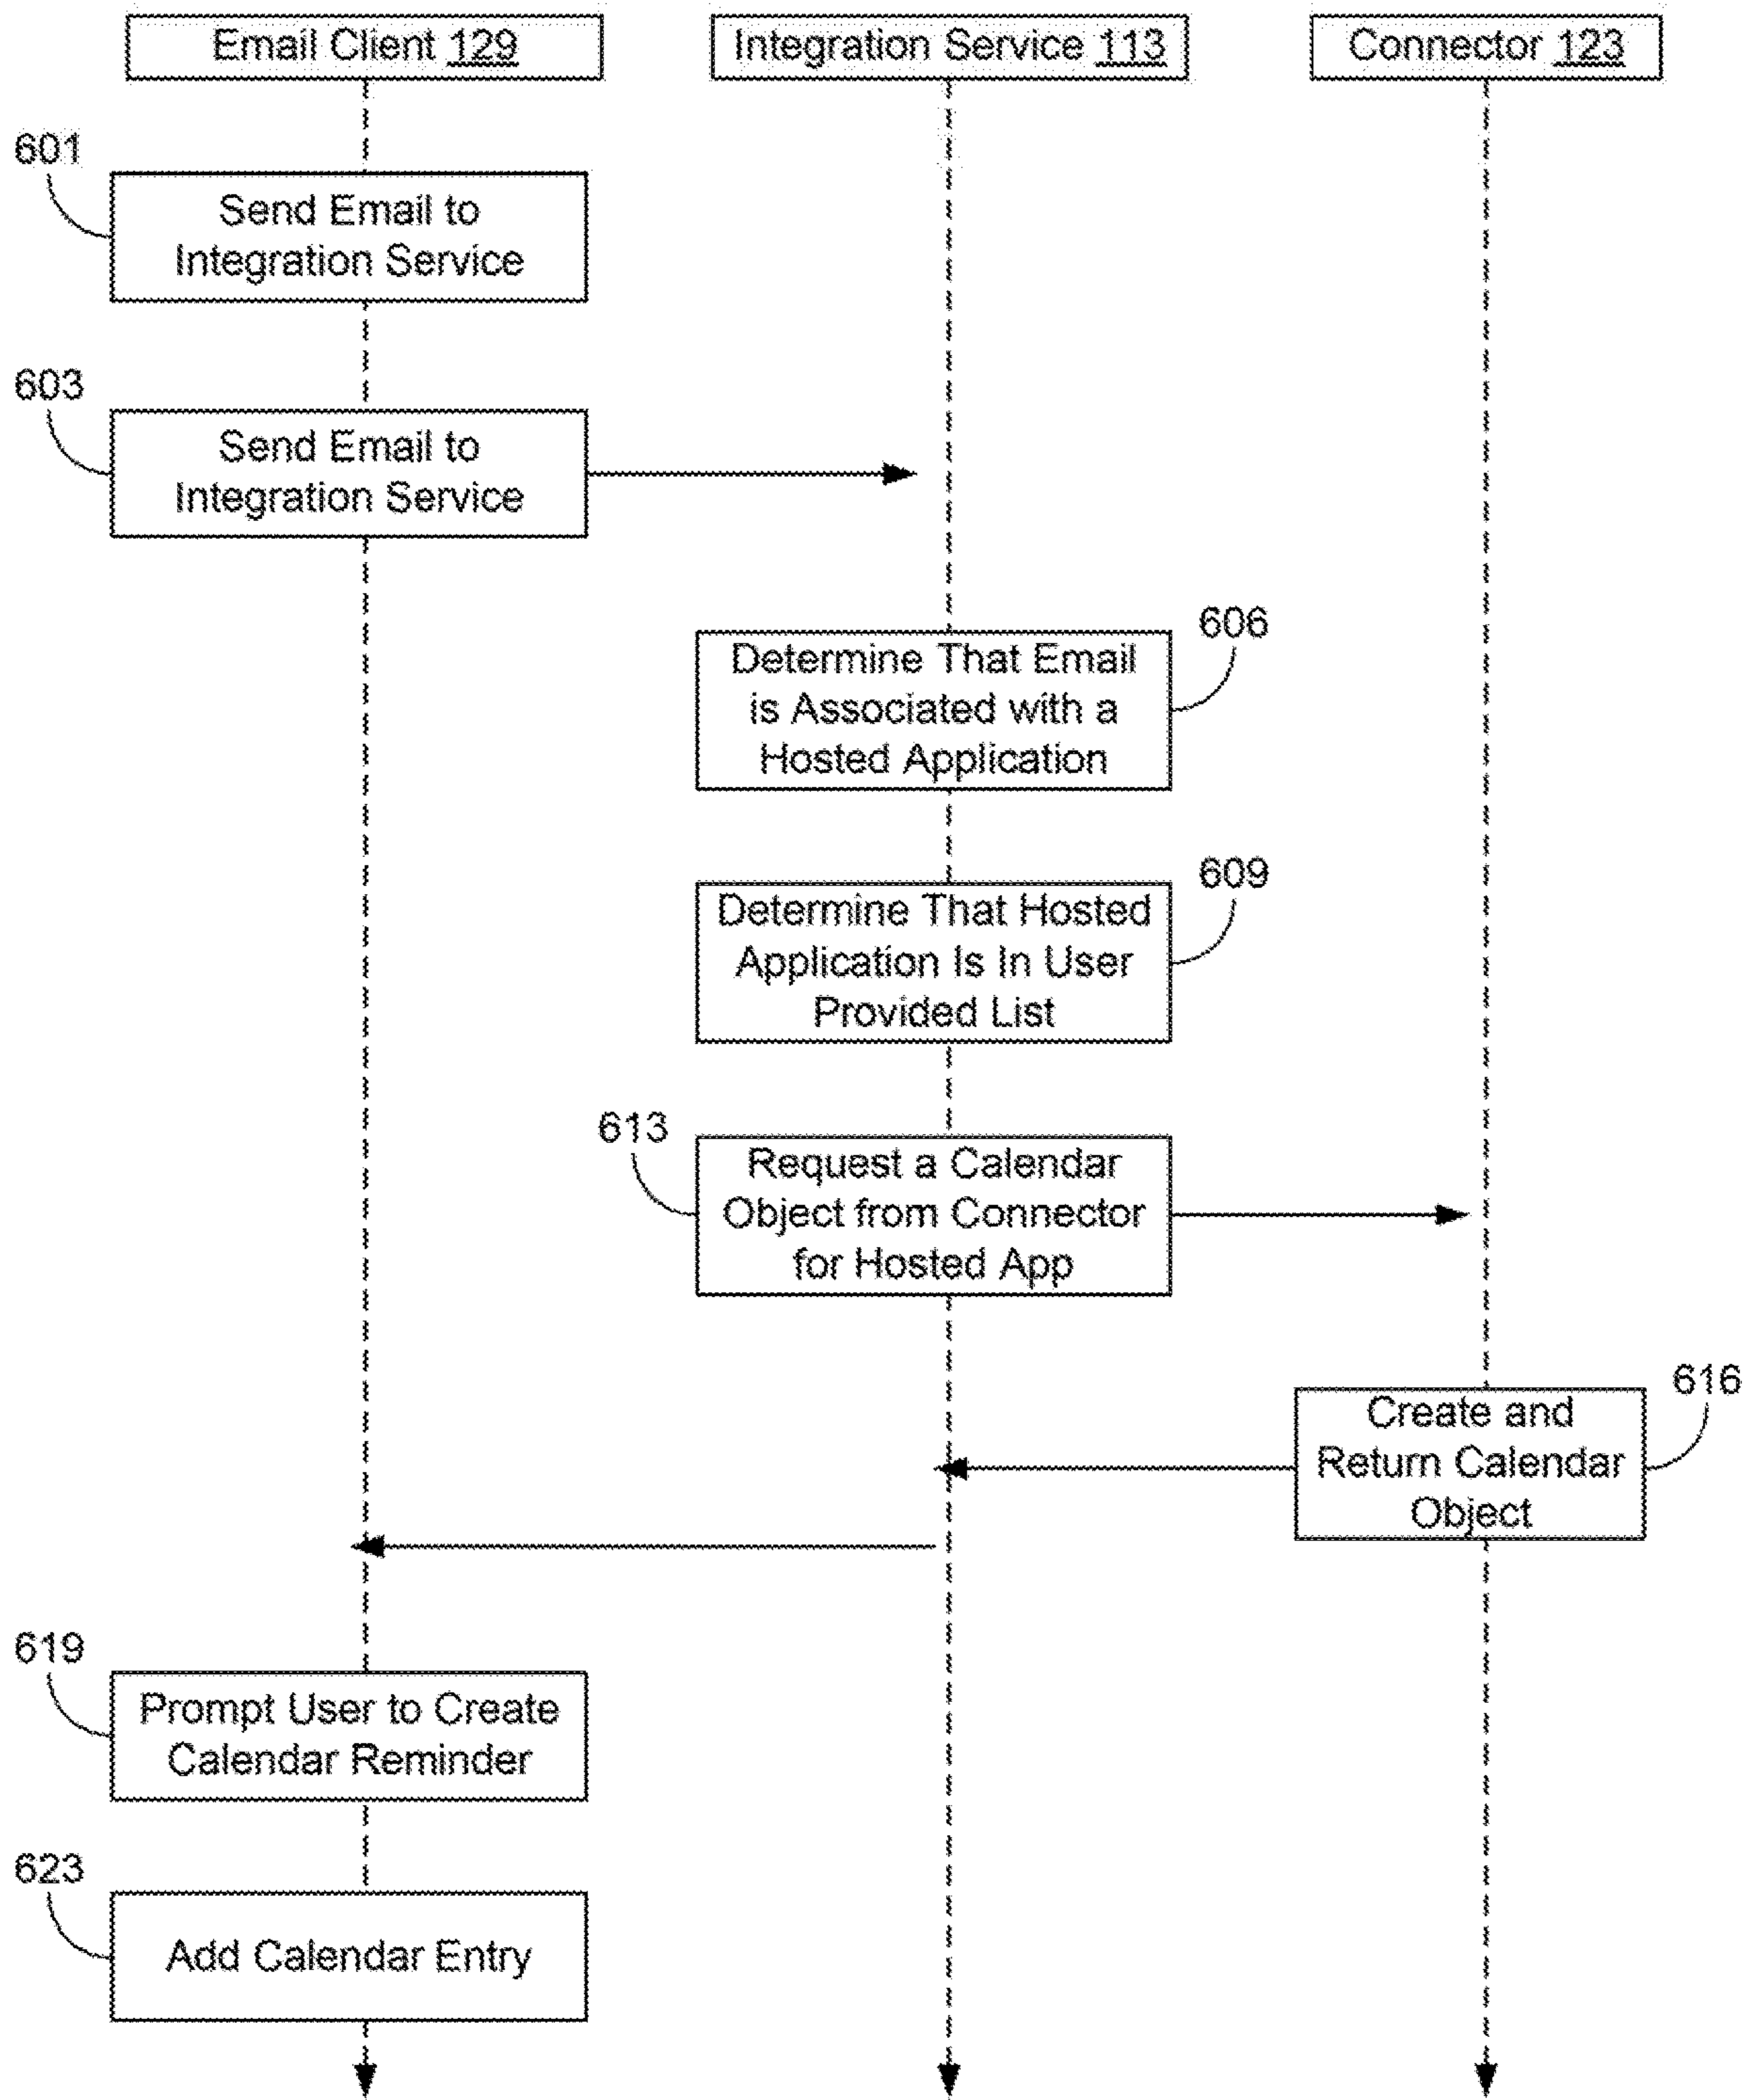 Email Client 129
Integration Service 113
Connector 123
601
Send Email to
Integration Service
603
Send Email to
Integration Service
606
Determine That Email
is Associated with a
Hosted Application
609
Determine That Hosted
Application Is In User
Provided List
613
Request a Calendar
Object from Connector
for Hosted App
616
Create and
Return Calendar
Object
619
Prompt User to Create
Calendar Reminder
623
Add Calendar Entry